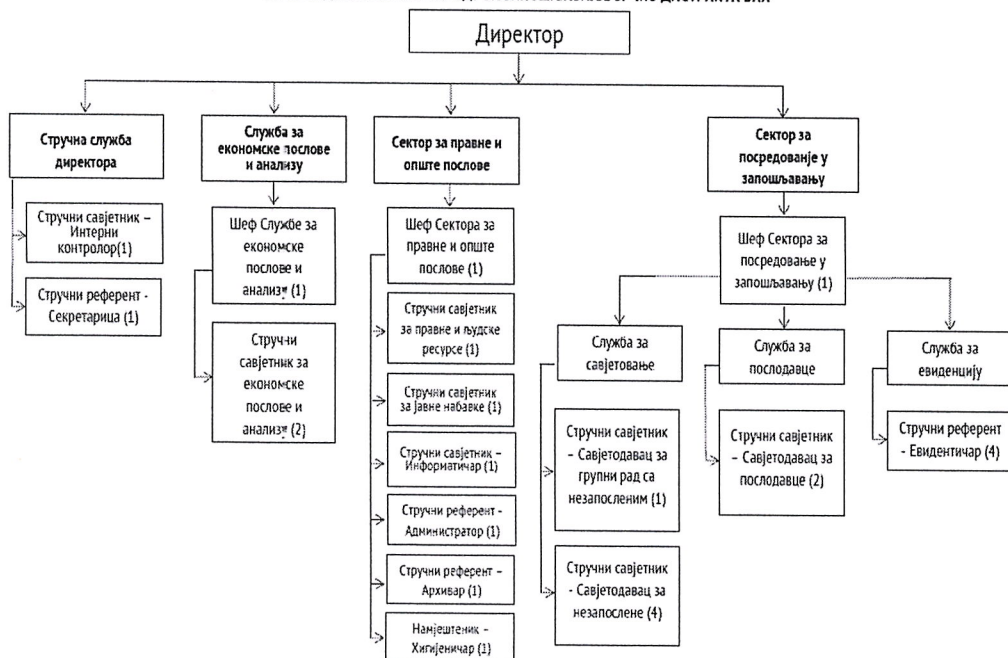 Директор
Стручна служба
директора
Стручни савјетник –
Интерни
контролор(1)
Стручни референт -
Секретарица (1)
Служба за
економске послове
и анализу
Шеф Службе за
економске
послове и
анализу (1)
Стручни
савјетник за
економске
послове и
анализу (2)
Сектор за правне и
опште послове
Шеф Сектора за
правне и опште
послове (1)
Стручни савјетник
за правне и људске
ресурсе (1)
Стручни савјетник
за јавне набавке (1)
Стручни савјетник –
Информатичар (1)
Стручни референт -
Администратор (1)
Стручни референт –
Архивар (1)
Намјештеник –
Хигијеничар (1)
Сектор за
посредовање у
запошљавању
Шеф Сектора за
посредовање у
запошљавању (1)
Служба за
савјетовање
Стручни савјетник
– Савјетодавац за
групни рад са
незапосленим (1)
Стручни савјетник
- Савјетодавац за
незапослене (4)
Служба за
послодавце
Стручни савјетник
– Савјетодавац за
послодавце (2)
Служба за
евиденцију
Стручни референт
- Евидентичар (4)